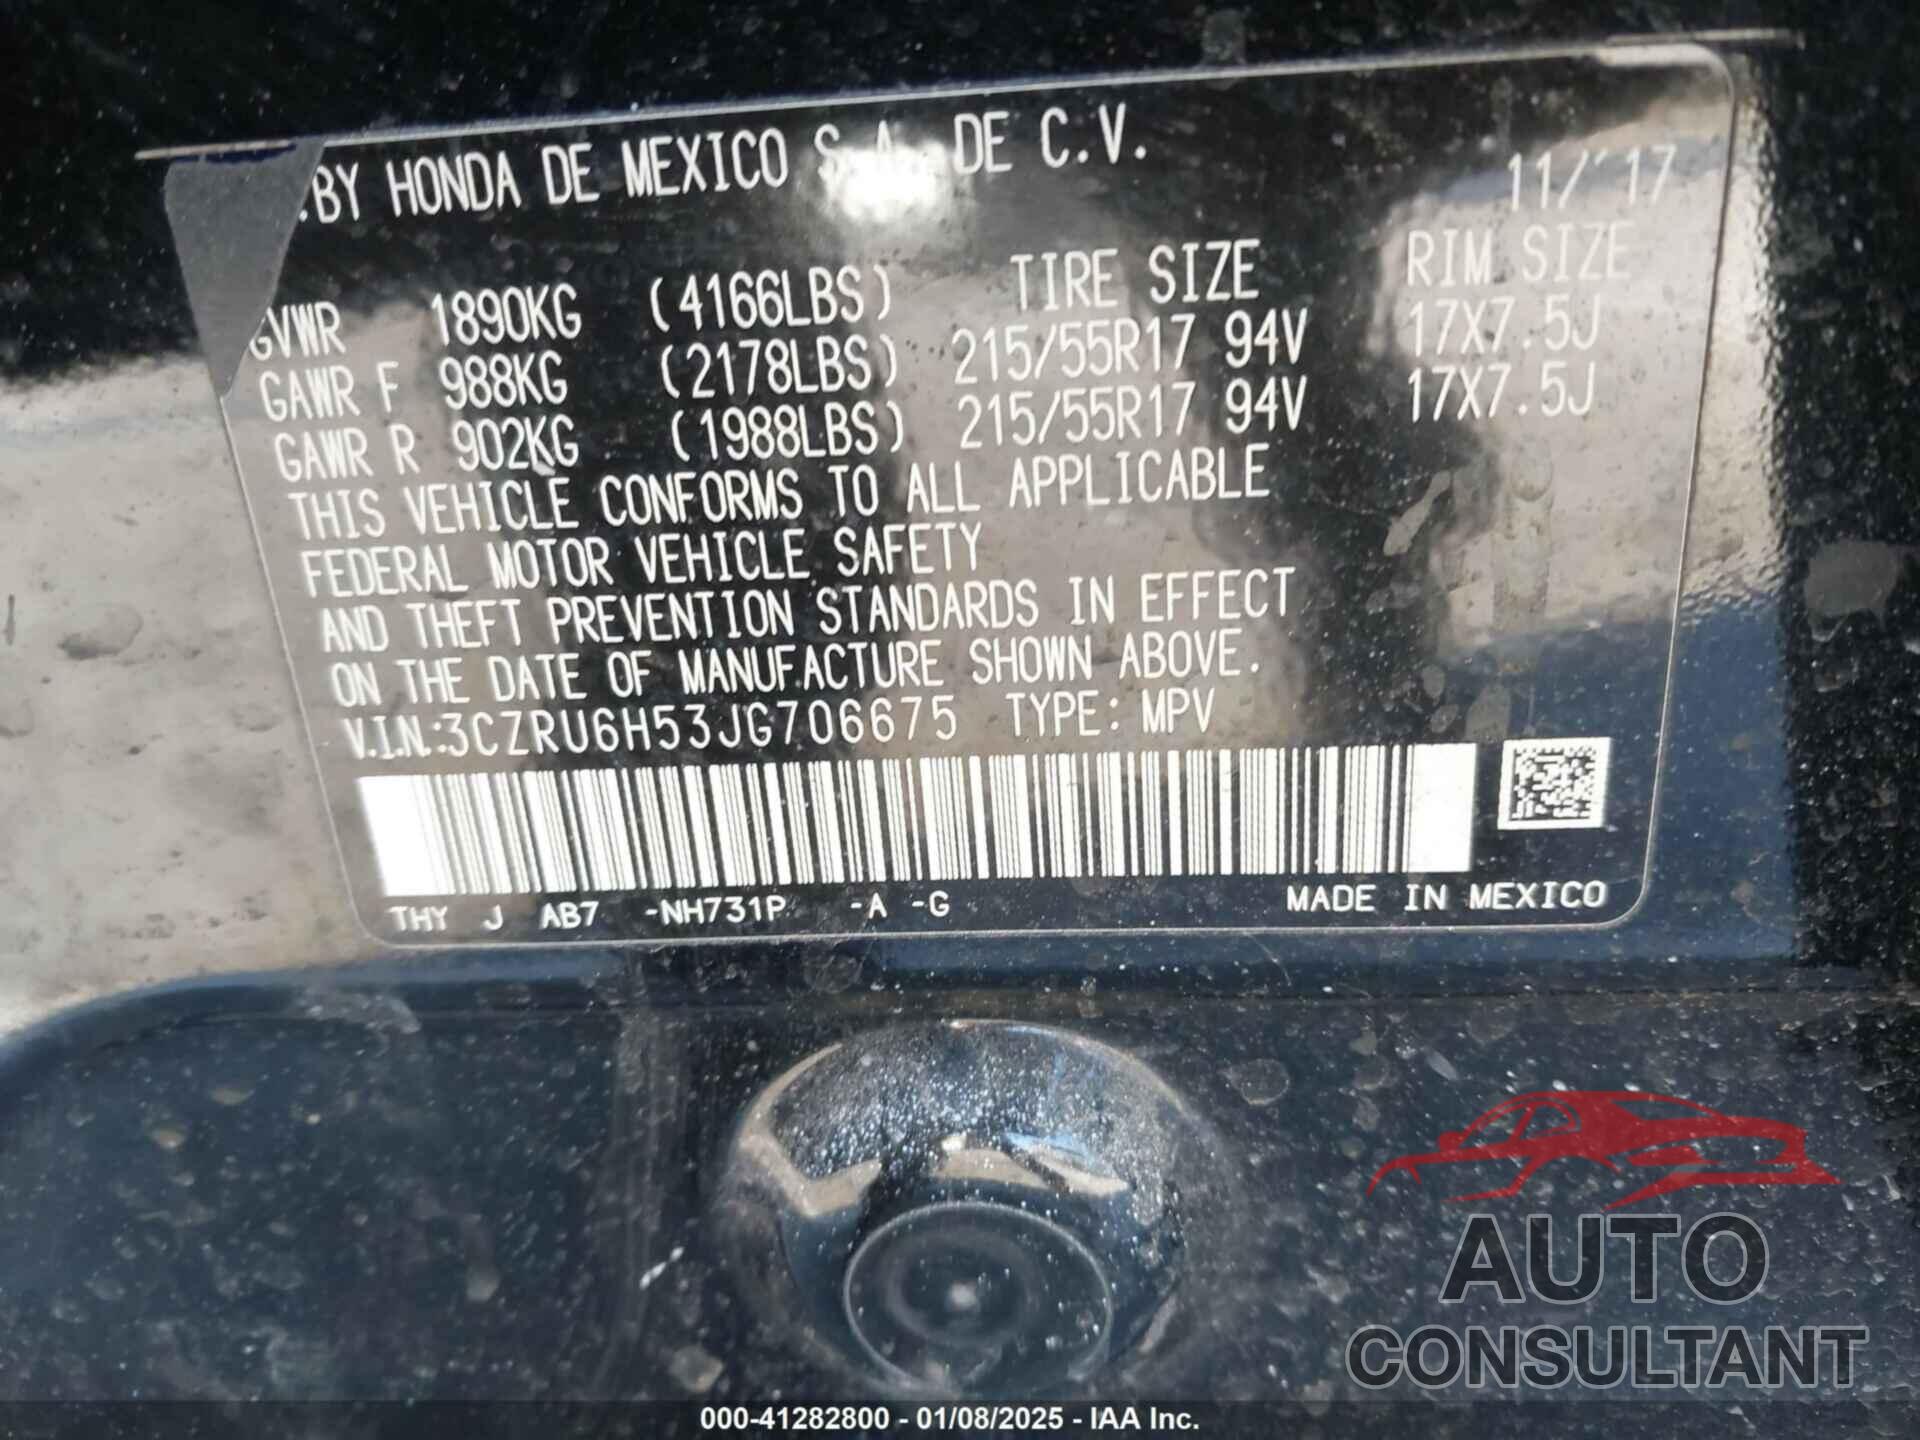 .BY HONDA DE MEXICO S.A. DE C.V.
11/'17
TIRE SIZE RIM SIZE
GVWR 1890KG (4166LBS)
GAWR F 988KG (2178LBS) 215/55R17 94V 17X7.5J
GAWR R 902KG (1988LBS) 215/55R17 94V 17X7.5J
THIS VEHICLE CONFORMS TO ALL APPLICABLE
FEDERAL MOTOR VEHICLE SAFETY
AND THEFT PREVENTION STANDARDS IN EFFECT
ON THE DATE OF MANUFACTURE SHOWN ABOVE.
V.I.N.:3CZRU6H53JG706675 TYPE: MPV
THY J AB7 -NH731P -A -G MADE IN MEXICO
AUTO
CONSULTANT
000-41282800 - 01/08/2025 - IAA Inc.